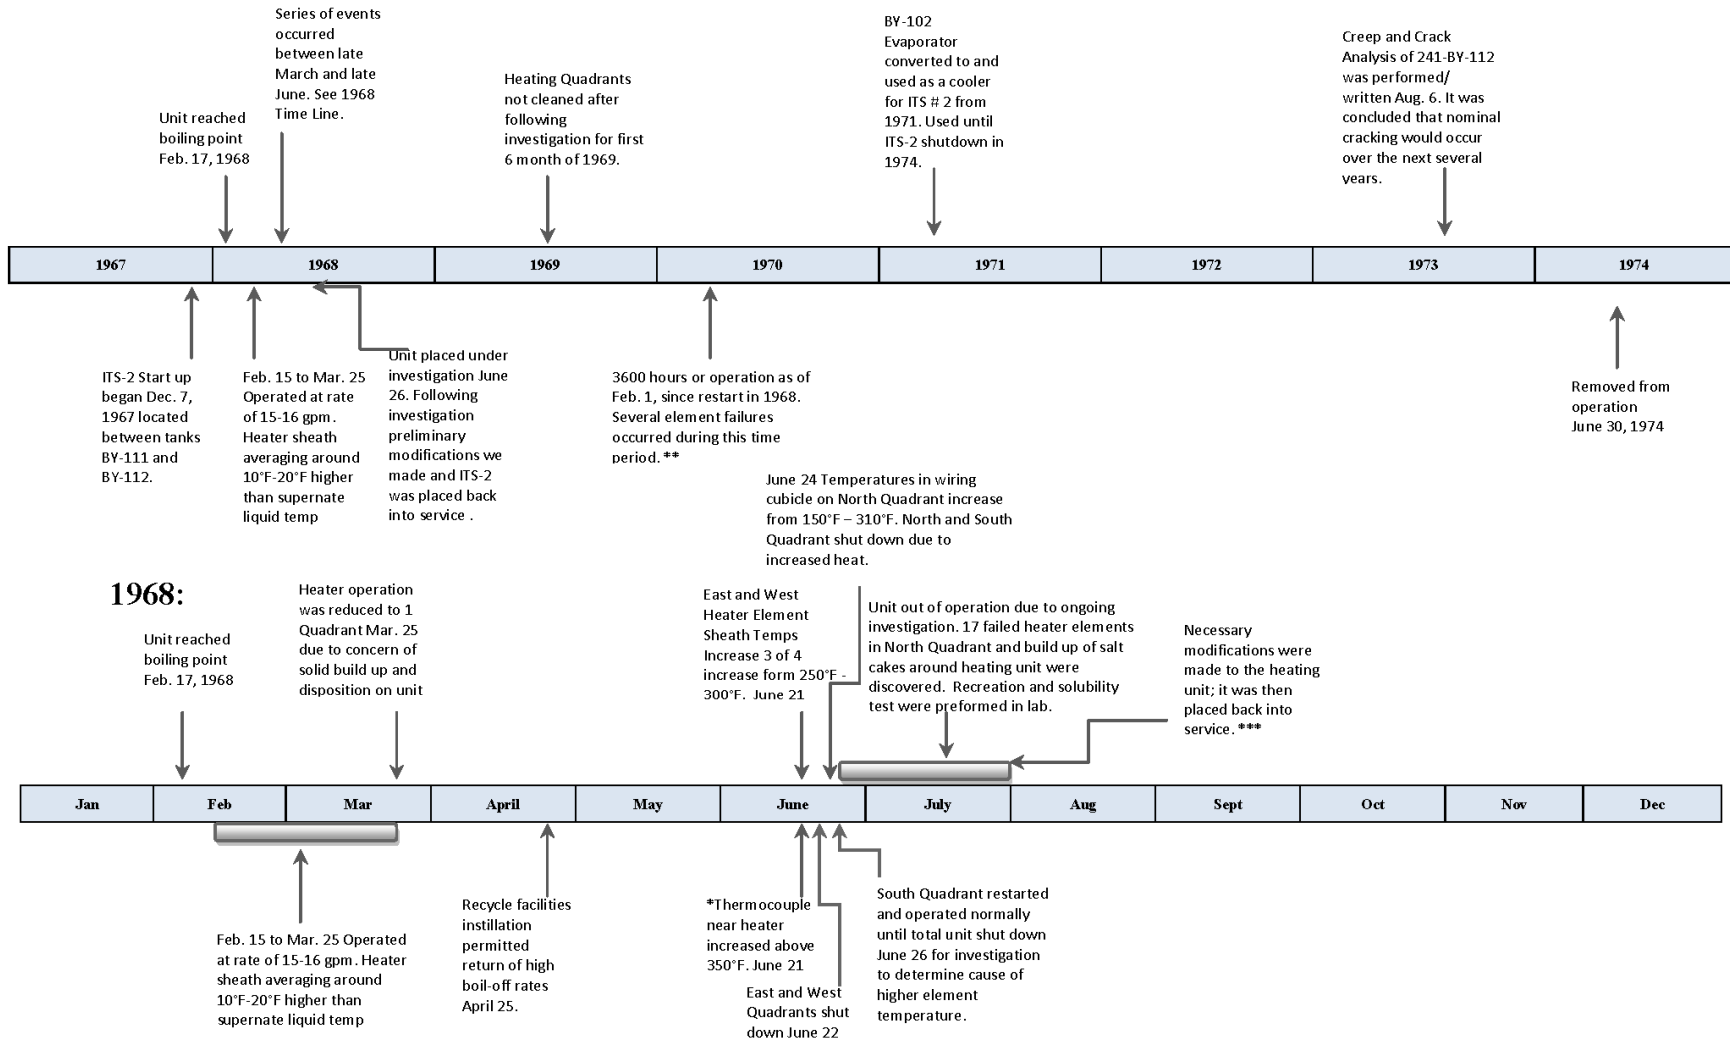 Series of events
occurred
between late
March and late
June. See 1968
Time Line.
Unit reached
boiling point
Feb. 17, 1968
Heating Quadrants
not cleaned after
following
investigation for first
6 month of 1969.
BY-102
Evaporator
converted to and
used as a cooler
for ITS # 2 from
1971. Used until
ITS-2 shutdown in
1974.
Creep and Crack
Analysis of 241-BY-112
was performed/
written Aug. 6. It was
concluded that nominal
cracking would occur
over the next several
years.
1967
1968
1969
1970
1971
1972
1973
1974
ITS-2 Start up
began Dec. 7,
1967 located
between tanks
BY-111 and
BY-112.
Feb. 15 to Mar. 25
Operated at rate
of 15-16 gpm.
Heater sheath
averaging around
10°F-20°F higher
than supernate
liquid temp
Unit placed under
investigation June
26. Following
investigation
preliminary
modifications we
made and ITS-2
was placed back
into service .
3600 hours or operation as of
Feb. 1, since restart in 1968.
Several element failures
occurred during this time
period. **
Removed from
operation
June 30, 1974
1968:
Unit reached
boiling point
Feb. 17, 1968
Heater operation
was reduced to 1
Quadrant Mar. 25
due to concern of
solid build up and
disposition on unit
East and West
Heater Element
Sheath Temps
Increase 3 of 4
increase form 250°F -
300°F. June 21
June 24 Temperatures in wiring
cubicle on North Quadrant increase
from 150°F – 310°F. North and South
Quadrant shut down due to
increased heat.
Unit out of operation due to ongoing
investigation. 17 failed heater elements
in North Quadrant and build up of salt
cakes around heating unit were
discovered. Recreation and solubility
test were preformed in lab.
Necessary
modifications were
made to the heating
unit; it was then
placed back into
service. ***
Jan
Feb
Mar
April
May
June
July
Aug
Sept
Oct
Nov
Dec
Feb. 15 to Mar. 25 Operated
at rate of 15-16 gpm. Heater
sheath averaging around
10°F-20°F higher than
supernate liquid temp
Recycle facilities
instillation
permitted
return of high
boil-off rates
April 25.
*Thermocouple
near heater
increased above
350°F. June 21
East and West
Quadrants shut
down June 22
South Quadrant restarted
and operated normally
until total unit shut down
June 26 for investigation
to determine cause of
higher element
temperature.